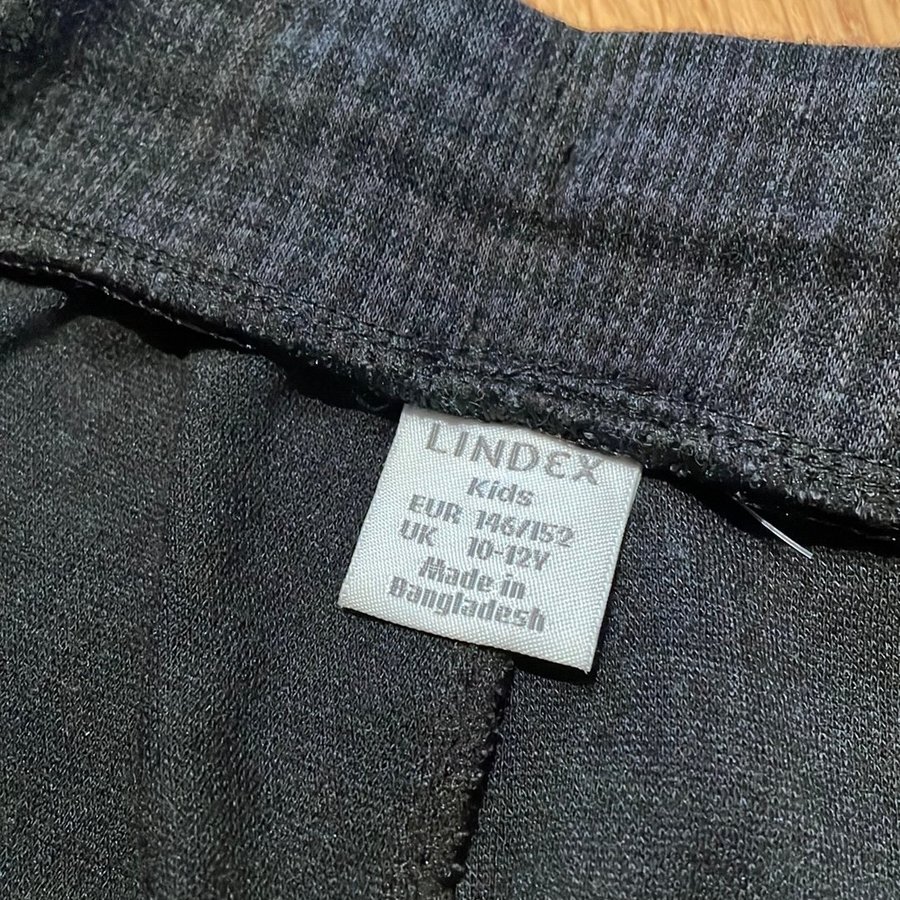 LINDEX
Kids
EUR 146/152
UK 10-12Y
Made in
Bangladesh